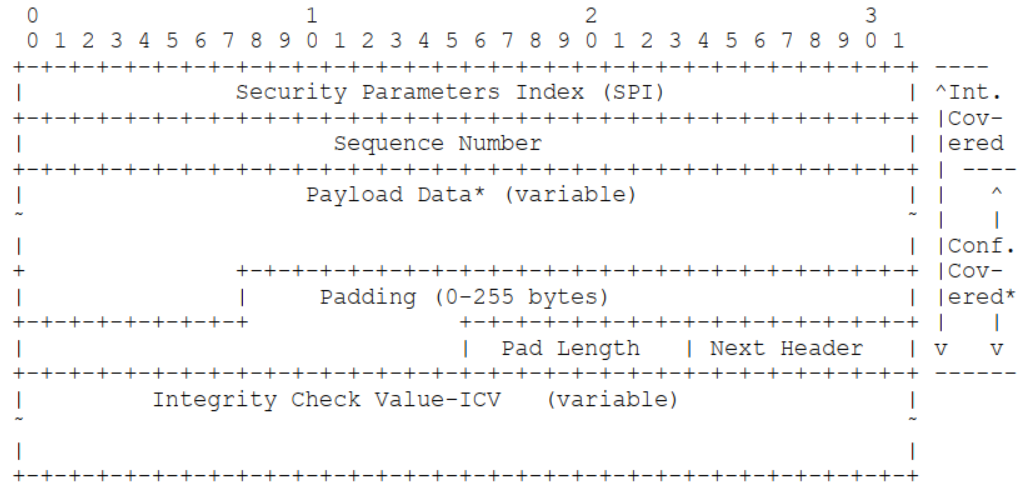 0                   1                   2                   3
 0 1 2 3 4 5 6 7 8 9 0 1 2 3 4 5 6 7 8 9 0 1 2 3 4 5 6 7 8 9 0 1
+-+-+-+-+-+-+-+-+-+-+-+-+-+-+-+-+-+-+-+-+-+-+-+-+-+-+-+-+-+-+-+-+ ----
|               Security Parameters Index (SPI)                 | ^Int.
+-+-+-+-+-+-+-+-+-+-+-+-+-+-+-+-+-+-+-+-+-+-+-+-+-+-+-+-+-+-+-+-+ |Cov-
|                      Sequence Number                          | |ered
+-+-+-+-+-+-+-+-+-+-+-+-+-+-+-+-+-+-+-+-+-+-+-+-+-+-+-+-+-+-+-+-+ | ----
|                    Payload Data* (variable)                   | |   ^
~                                                               ~ |   |
|                                                               | |Conf.
+               +-+-+-+-+-+-+-+-+-+-+-+-+-+-+-+-+-+-+-+-+-+-+-+-+ |Cov-
|               |     Padding (0-255 bytes)                     | |ered*
+-+-+-+-+-+-+-+-+               +-+-+-+-+-+-+-+-+-+-+-+-+-+-+-+-+ |   |
|                               |  Pad Length   | Next Header   | v   v
+-+-+-+-+-+-+-+-+-+-+-+-+-+-+-+-+-+-+-+-+-+-+-+-+-+-+-+-+-+-+-+-+ ------
|         Integrity Check Value-ICV   (variable)                |
~                                                               ~
|                                                               |
+-+-+-+-+-+-+-+-+-+-+-+-+-+-+-+-+-+-+-+-+-+-+-+-+-+-+-+-+-+-+-+-+